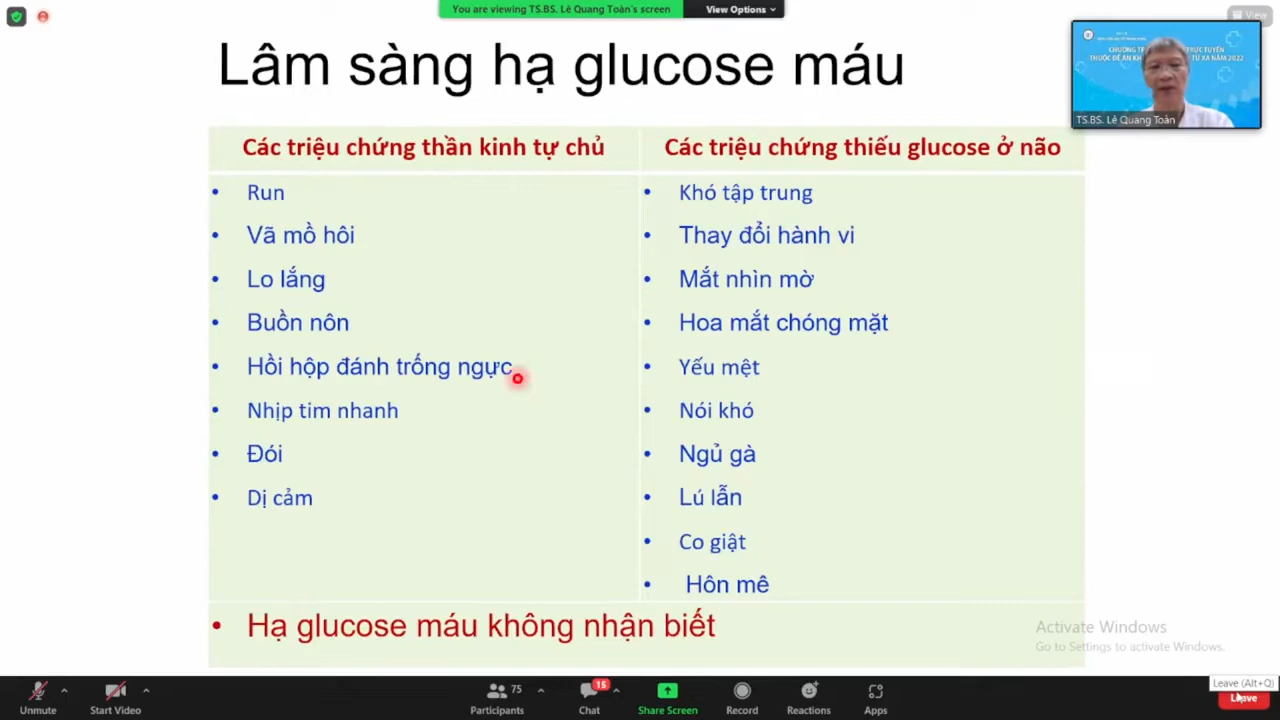 You are viewing TS.BS. Lê Quang Toàn's screen
View Options
View
Lâm sàng hạ glucose máu
TS.BS. Lê Quang Toàn
Các triệu chứng thần kinh tự chủ
Các triệu chứng thiếu glucose ở não
• Run
• Vã mồ hôi
• Lo lắng
• Buồn nôn
• Hồi hộp đánh trống ngực
• Nhịp tim nhanh
• Đói
• Dị cảm
• Khó tập trung
• Thay đổi hành vi
• Mắt nhìn mờ
• Hoa mắt chóng mặt
• Yếu mệt
• Nói khó
• Ngủ gà
• Lú lẫn
• Co giật
• Hôn mê
• Hạ glucose máu không nhận biết
Activate Windows
Go to Settings to activate Windows.
Leave (Alt+Q)
Unmute
Start Video
75
Participants
15
Chat
Share Screen
Record
Reactions
Apps
Leave